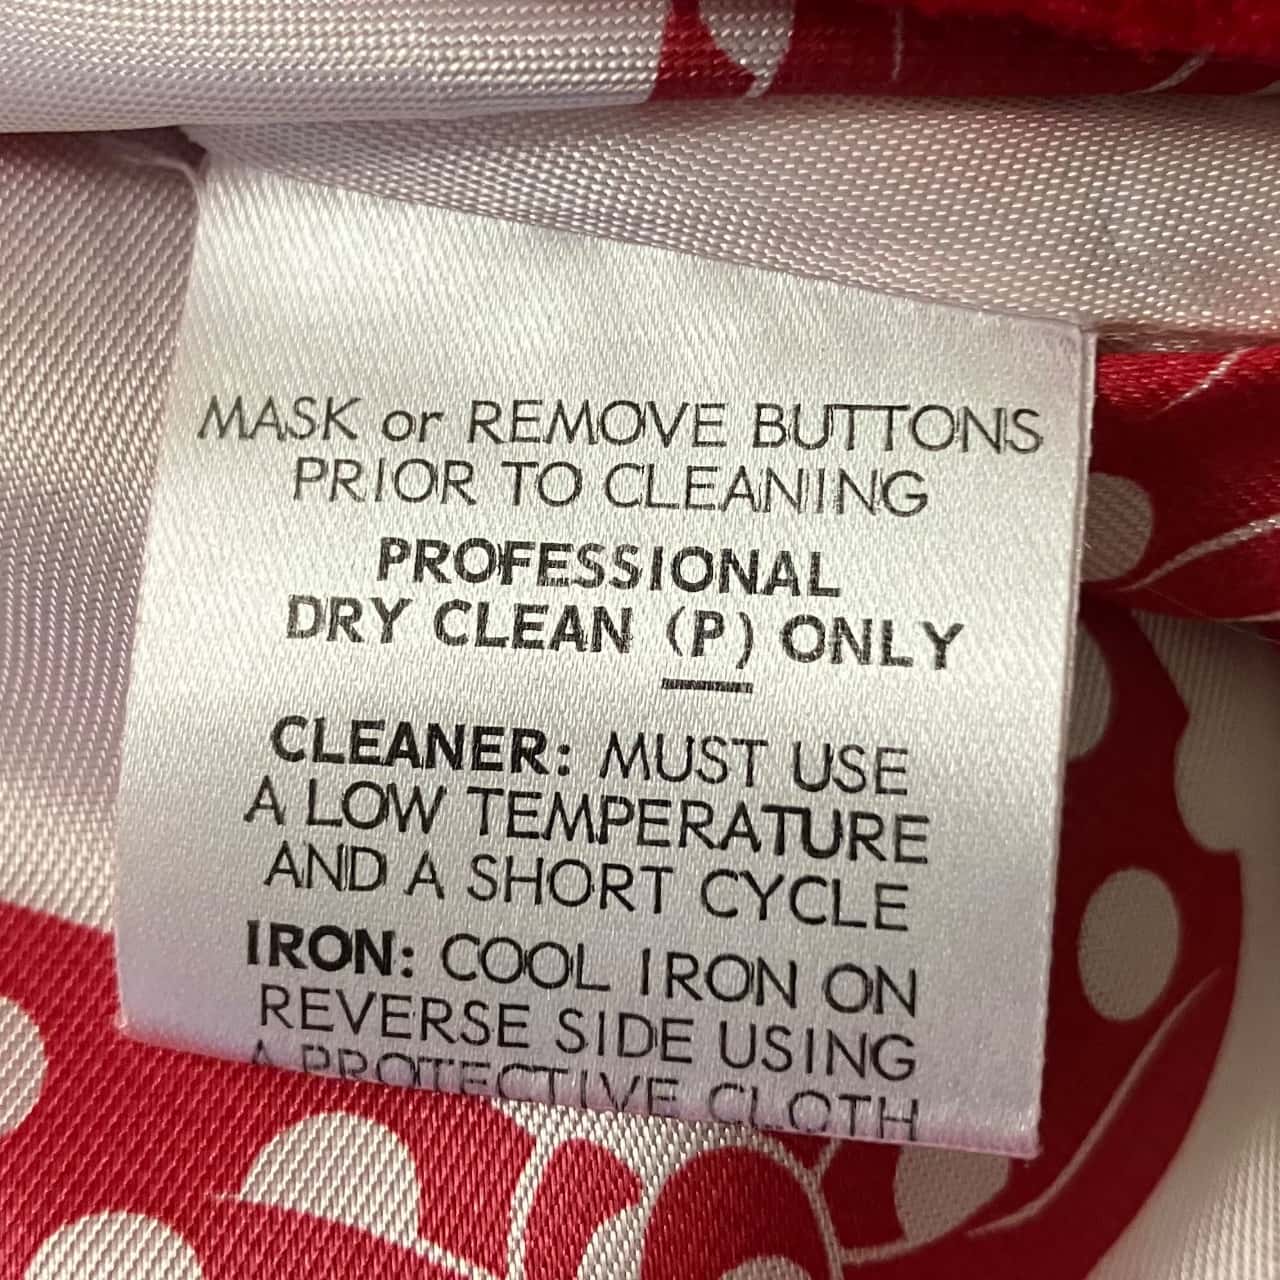 MASK or REMOVE BUTTONS
PRIOR TO CLEANING
PROFESSIONAL
DRY CLEAN (P) ONLY
CLEANER: MUST USE
A LOW TEMPERATURE
AND A SHORT CYCLE
IRON: COOL IRON ON
REVERSE SIDE USING
A PROTECTIVE CLOTH